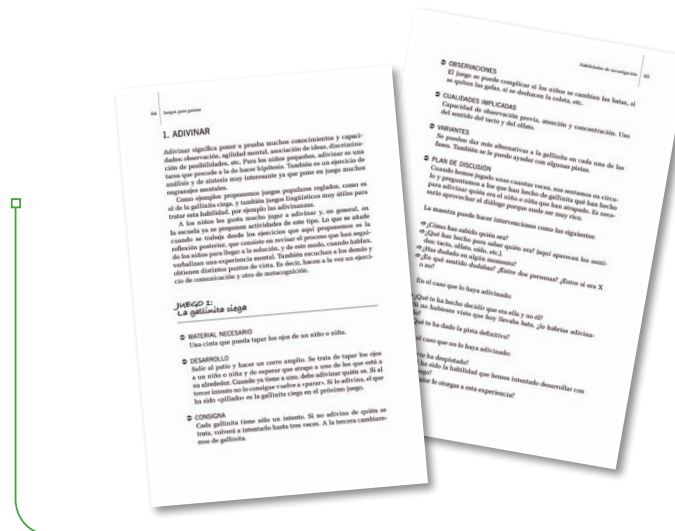 64 Juegos para pensar
1. ADIVINAR
Adivinar significa poner a prueba muchos conocimientos y capaci-
dades: observación, agilidad mental, asociación de ideas, discrimina-
ción de posibilidades, etc. Para los niños pequeños, adivinar es una
tarea que precede a la de hacer hipótesis. También es un ejercicio de
análisis y de síntesis muy interesante ya que pone en juego muchos
engranajes mentales.
Como ejemplos proponemos juegos populares reglados, como es
el de la gallinita ciega, y también juegos lingüísticos muy útiles para
tratar esta habilidad, por ejemplo las adivinanzas.
A los niños les gusta mucho jugar a adivinar y, en general, en
la escuela ya se proponen actividades de este tipo. Lo que se añade
cuando se trabaja desde los ejercicios que aquí proponemos es la
reflexión posterior, que consiste en revisar el proceso que han segui-
do los niños para llegar a la solución, y de este modo, cuando hablan,
verbalizan una experiencia mental. También escuchan a los demás y
obtienen distintos puntos de vista. Es decir, hacen a la vez un ejerci-
cio de comunicación y otro de metacognición.
JUEGO 1:
La gallinita ciega
MATERIAL NECESARIO
Una cinta que pueda tapar los ojos de un niño o niña.
DESARROLLO
Salir al patio y hacer un corro amplio. Se trata de tapar los ojos
a un niño o niña y de esperar que atrape a uno de los que está a
su alrededor. Cuando ya tiene a uno, debe adivinar quién es. Si al
tercer intento no lo consigue vuelve a «parar». Si lo adivina, el que
ha sido «pillado» es la gallinita ciega en el próximo juego.
CONSIGNA
Cada gallinita tiene sólo un intento. Si no adivina de quién se
trata, volverá a intentarlo hasta tres veces. A la tercera cambiare-
mos de gallinita.
Habilidades de investigación 65
OBSERVACIONES
El juego se puede complicar si los niños se cambian las batas, si
se quitan las gafas, si se deshacen la coleta, etc.
CUALIDADES IMPLICADAS
Capacidad de observación previa, atención y concentración. Uso
del sentido del tacto y del olfato.
VARIANTES
Se pueden dar más alternativas a la gallinita en cada una de las
fases. También se le puede ayudar con algunas pistas.
PLAN DE DISCUSIÓN
Cuando hemos jugado unas cuantas veces, nos sentamos en círcu-
lo y preguntamos a los que han hecho de gallinita qué han hecho
para adivinar quién era el niño o niña que han atrapado. Es nece-
sario aprovechar el diálogo porque suele ser muy rico.
La maestra puede hacer intervenciones como las siguientes:
¿Cómo has sabido quién era?
¿Qué has hecho para saber quién era? (aquí aparecen los senti-
dos: tacto, olfato, oído, etc.).
¿Has dudado en algún momento?
¿En qué sentido dudabas? ¿Entre dos personas? ¿Entre si era X
o no?
En el caso que lo haya adivinado:
¿Qué te ha hecho decidir que era ella y no él?
Si no hubieses visto que hoy llevaba bata, ¿lo habrías adivina-
do?
¿Qué te ha dado la pista definitiva?
el caso que no lo haya adivinado:
te ha despistado?
ha sido la habilidad que hemos intentado desarrollar con
juego?
valor le otorgas a esta experiencia?